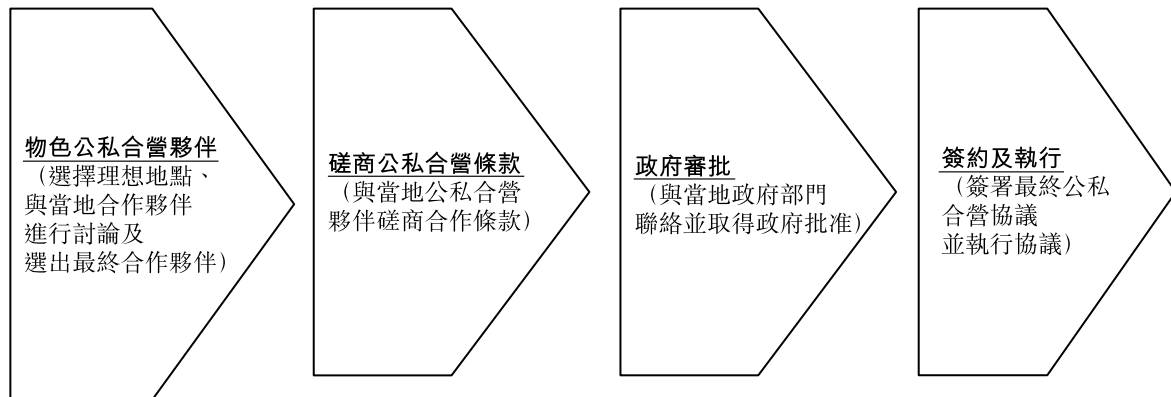 物色公私合營夥伴
（選擇理想地點、
與當地合作夥伴
進行討論及
選出最終合作夥伴）
磋商公私合營條款
（與當地公私合營
夥伴磋商合作條款）
政府審批
（與當地政府部門
聯絡並取得政府批准）
簽約及執行
（簽署最終公私
合營協議
並執行協議）